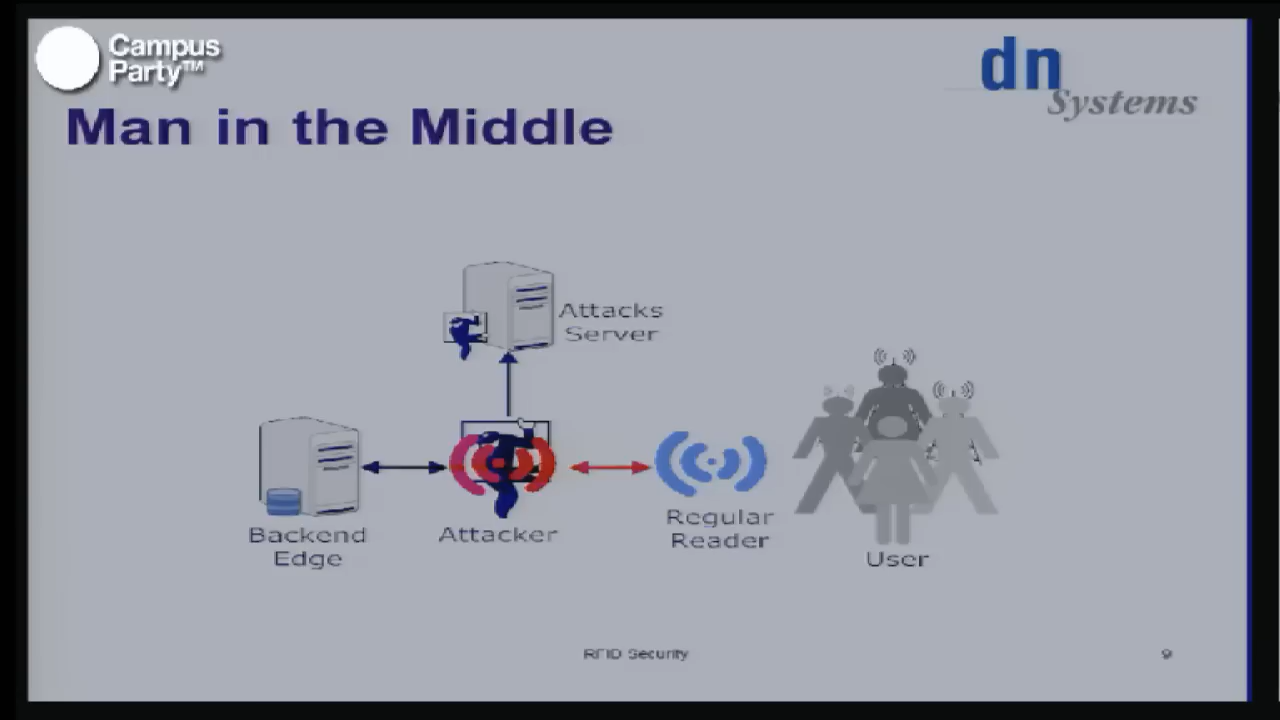 Campus
Party™
dn
Systems
Man in the Middle
Attacks
Server
Backend
Edge
Attacker
Regular
Reader
User
RFID Security
9